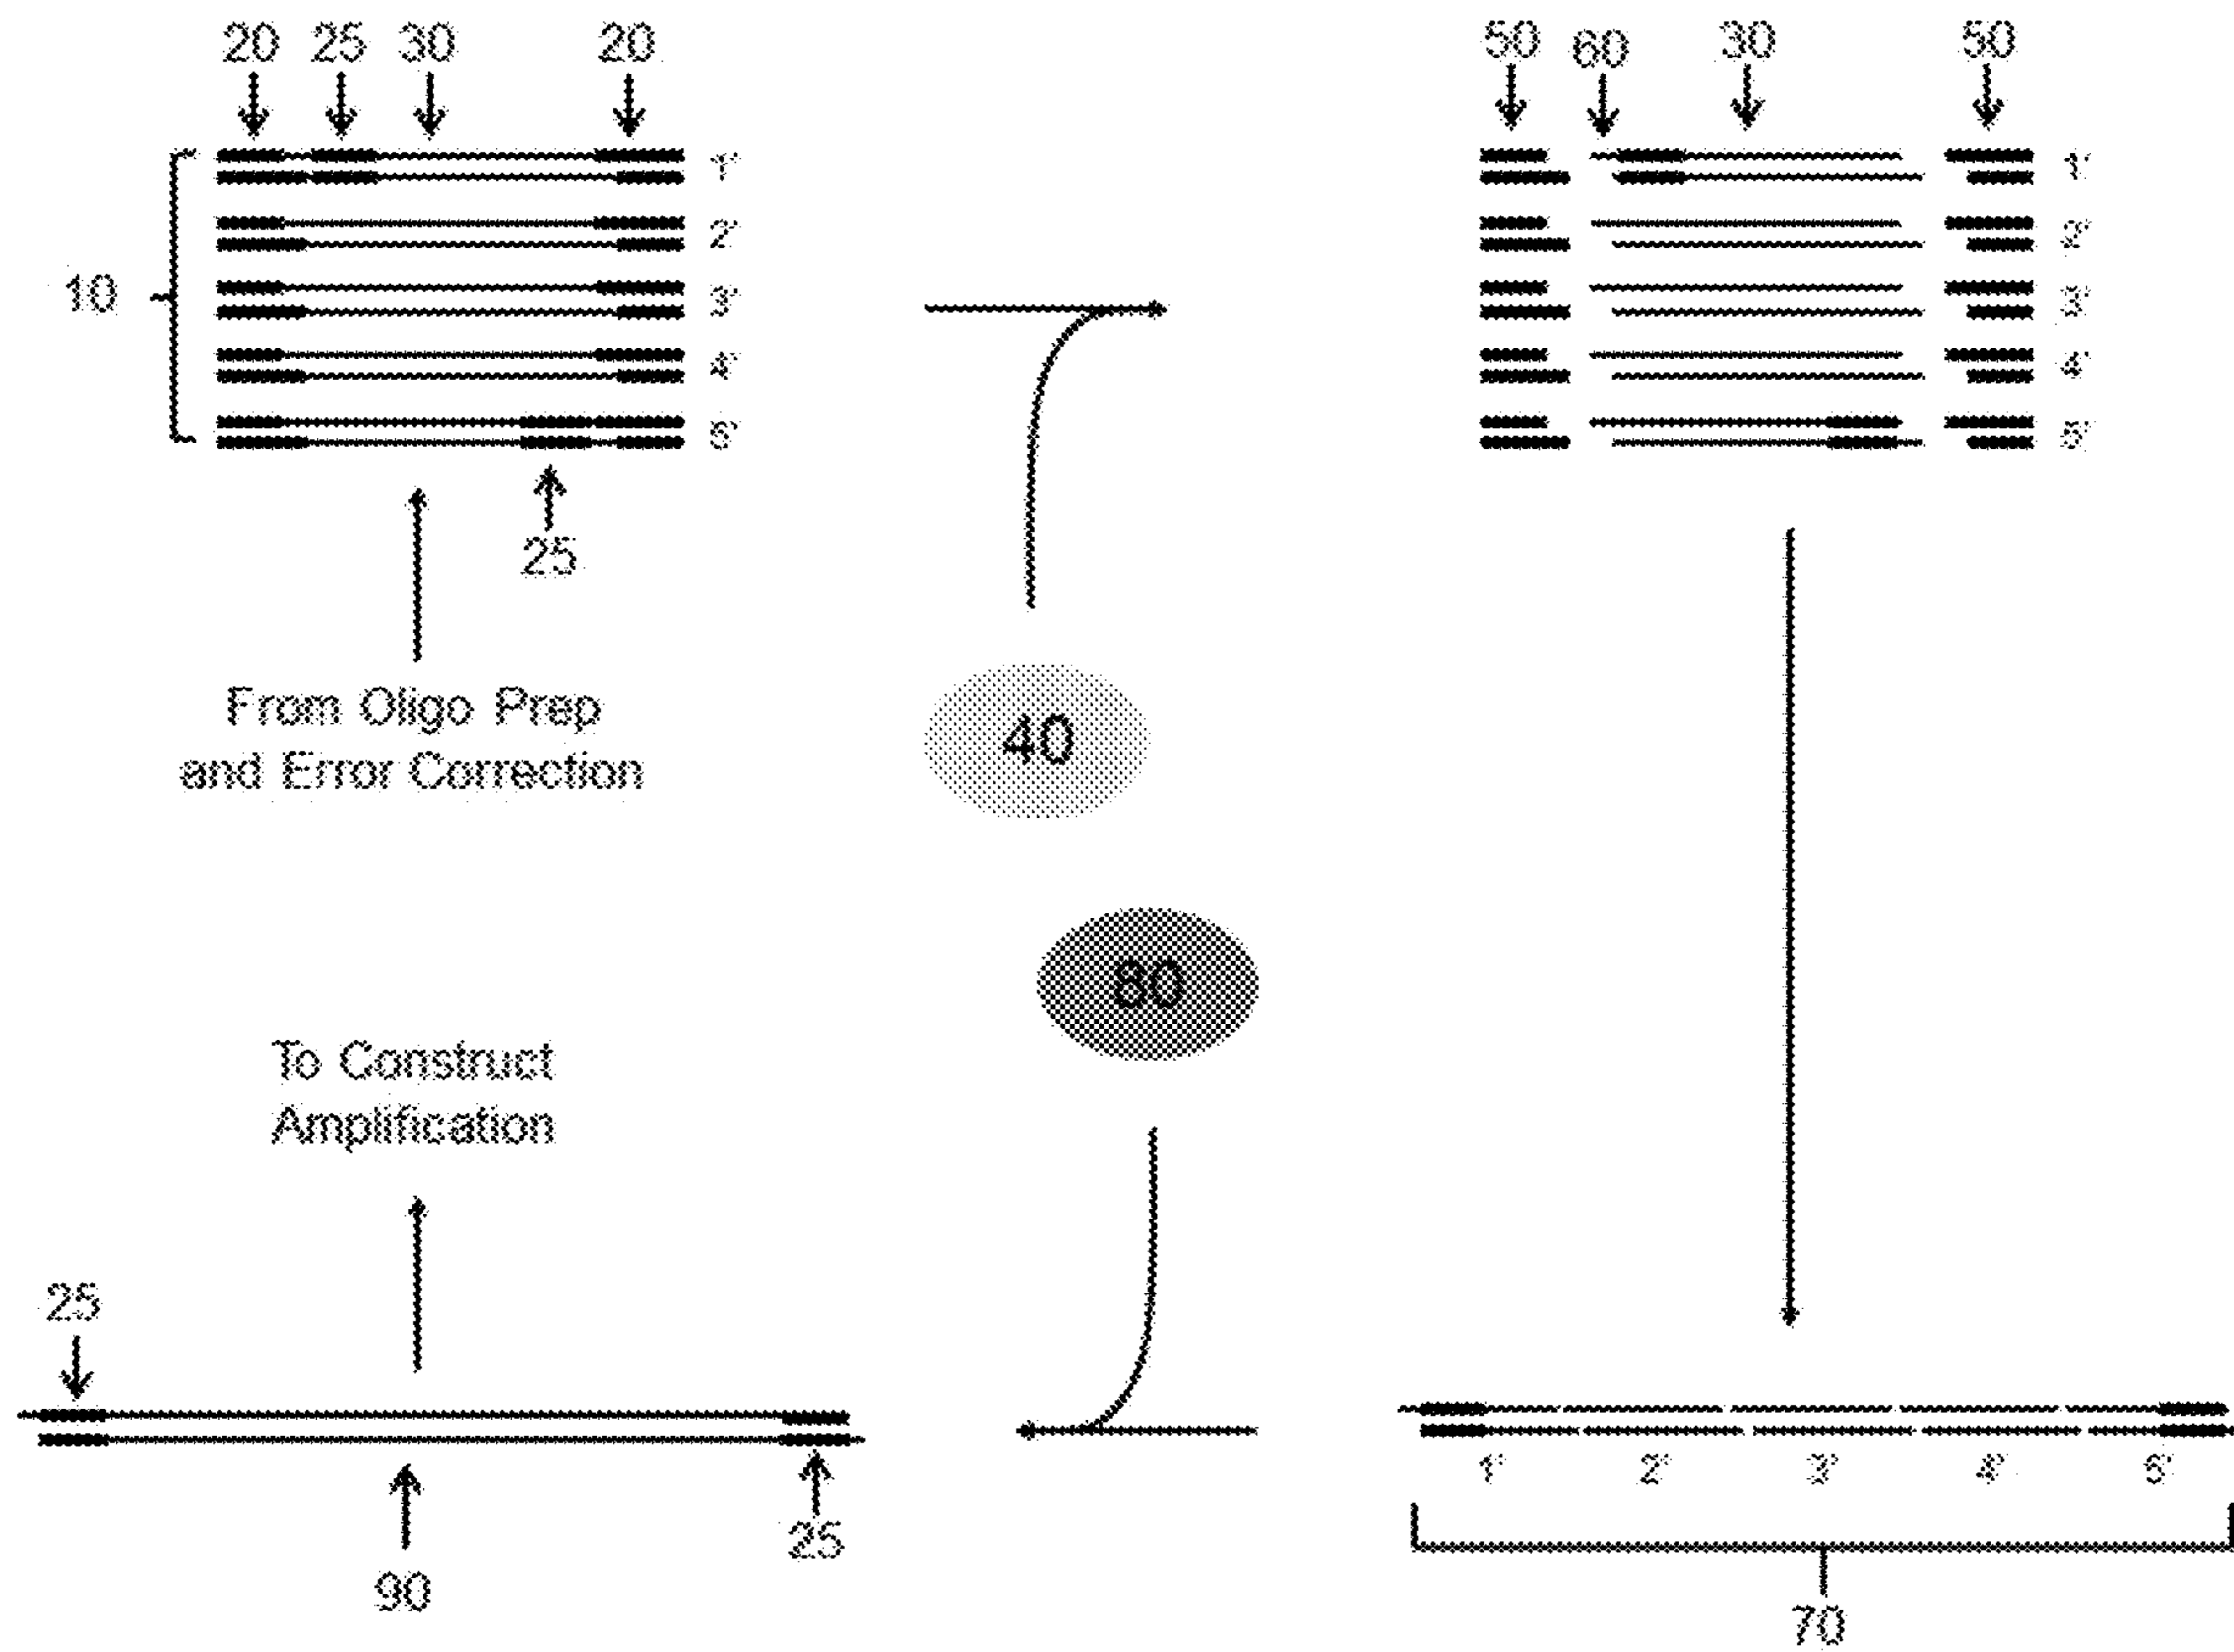 20 25 30 20
50 60 30 50
1'
2'
3'
4'
5'
10
1'
2'
3'
4'
5'
25
From Oligo Prep
and Error Correction
40
80
To Construct
Amplification
25
25
90
1' 2' 3' 4' 5'
70